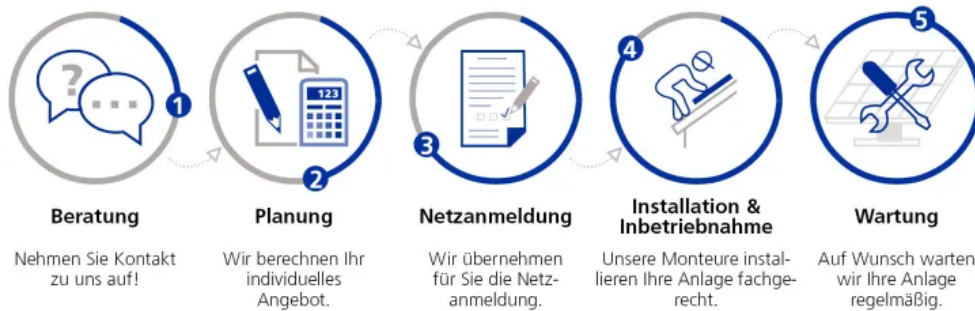 ?
...
1
Beratung
Nehmen Sie Kontakt
zu uns auf!
123
2
Planung
Wir berechnen Ihr
individuelles
Angebot.
3
Netzanmeldung
Wir übernehmen
für Sie die Netz-
anmeldung.
4
Installation &
Inbetriebnahme
Unsere Monteure instal-
lieren Ihre Anlage fachge-
recht.
5
Wartung
Auf Wunsch warten
wir Ihre Anlage
regelmäßig.